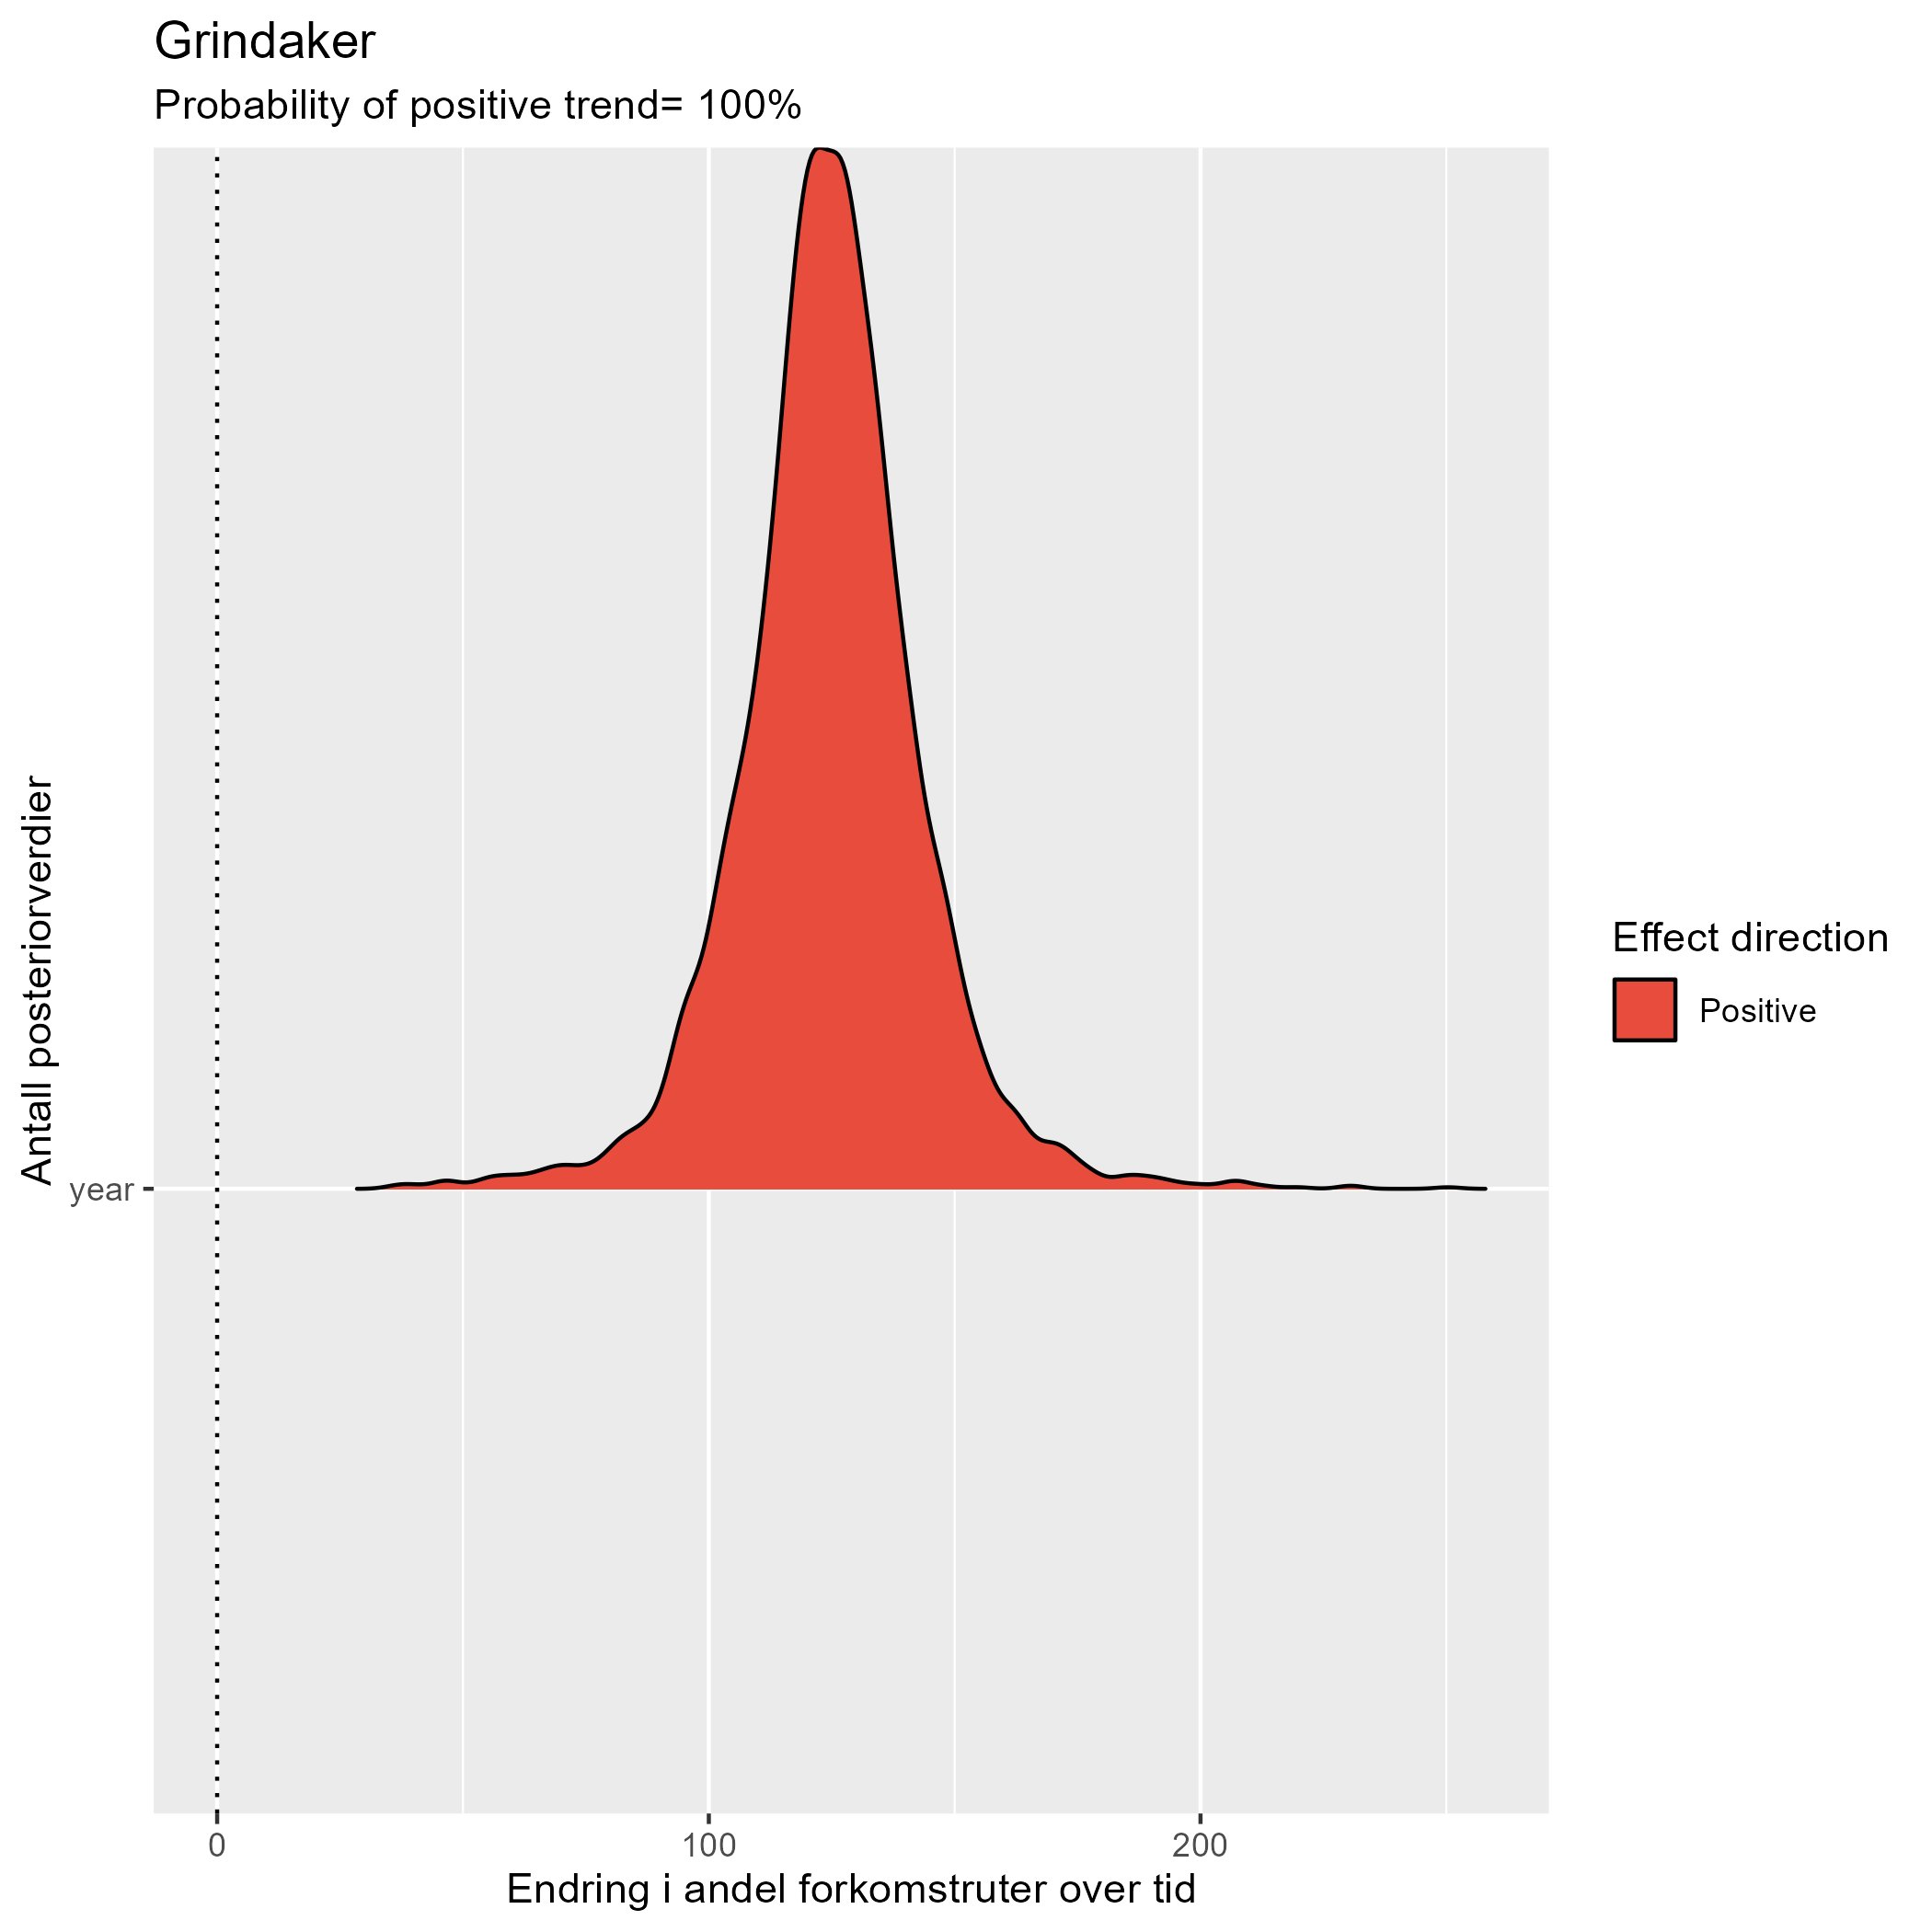 Grindaker
Probability of positive trend= 100%
Antall posteriorverdier
year
0
100
200
Endring i andel forkomstruter over tid
Effect direction
Positive